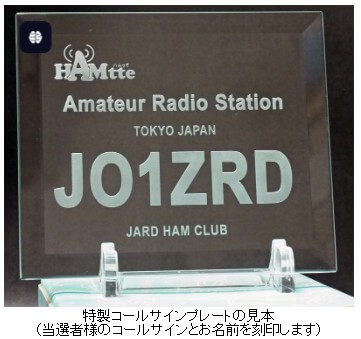 HAMtte
Amateur Radio Station
TOKYO JAPAN
JO1ZRD
JARD HAM CLUB
特製コールサインプレートの見本
(当選者様のコールサインとお名前を刻印します)